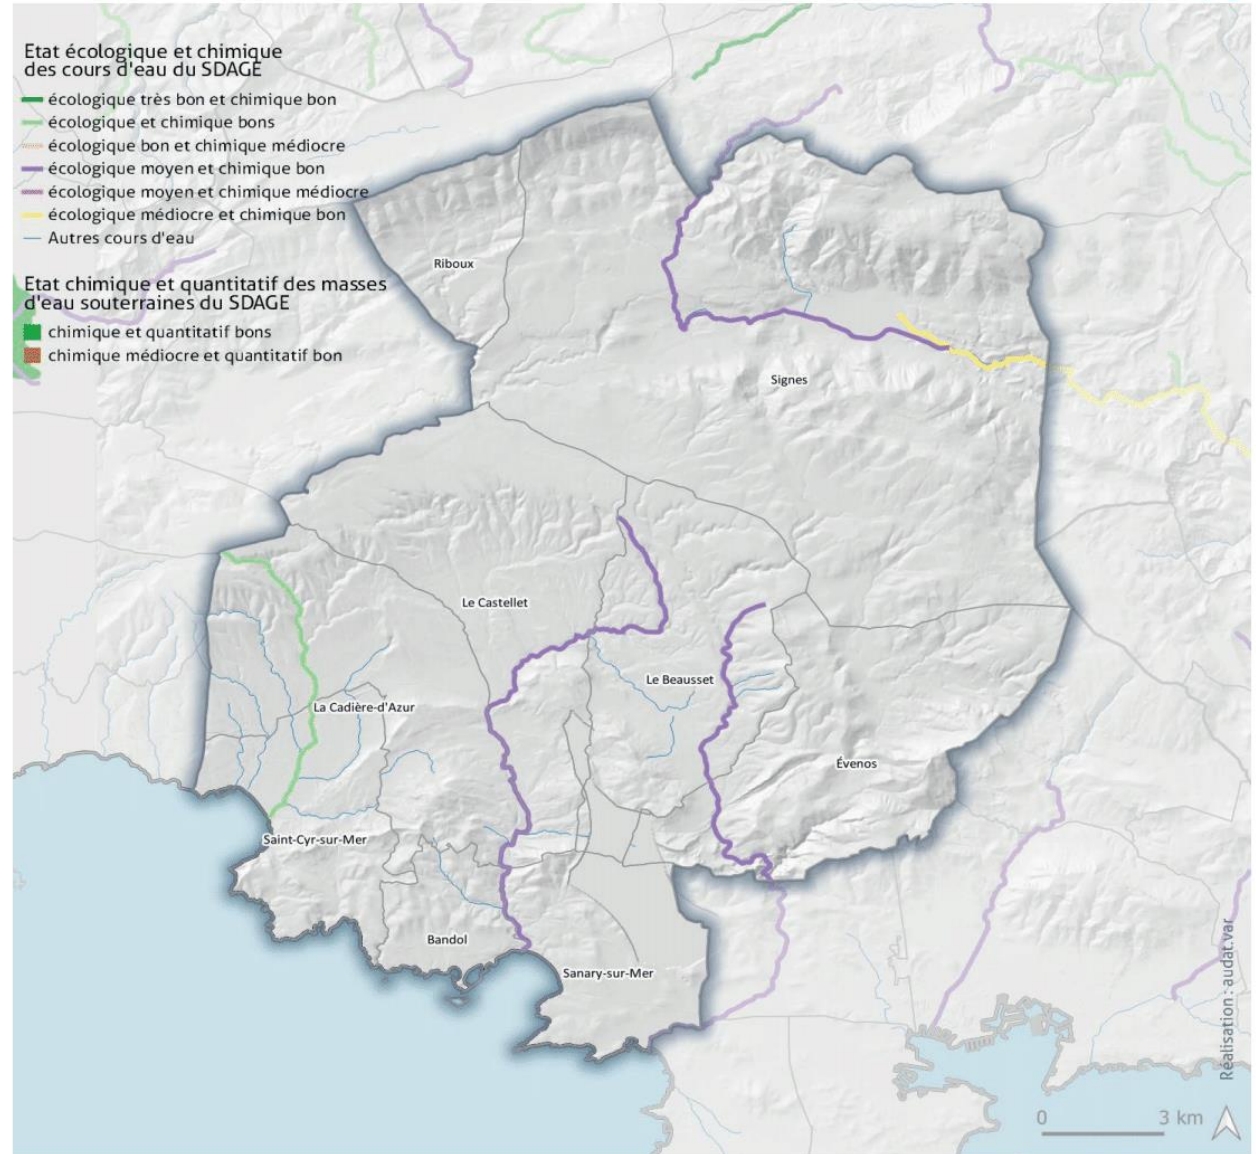 Etat écologique et chimique
des cours d'eau du SDAGE
écologique très bon et chimique bon
écologique et chimique bons
écologique bon et chimique médiocre
écologique moyen et chimique bon
écologique moyen et chimique médiocre
écologique médiocre et chimique bon
Autres cours d'eau
Etat chimique et quantitatif des masses
d'eau souterraines du SDAGE
chimique et quantitatif bons
chimique médiocre et quantitatif bon
Riboux
Signes
Le Castellet
Le Beausset
La Cadière-d'Azur
Évenos
Saint-Cyr-sur-Mer
Bandol
Sanary-sur-Mer
Réalisation : audat.var
0 3 km